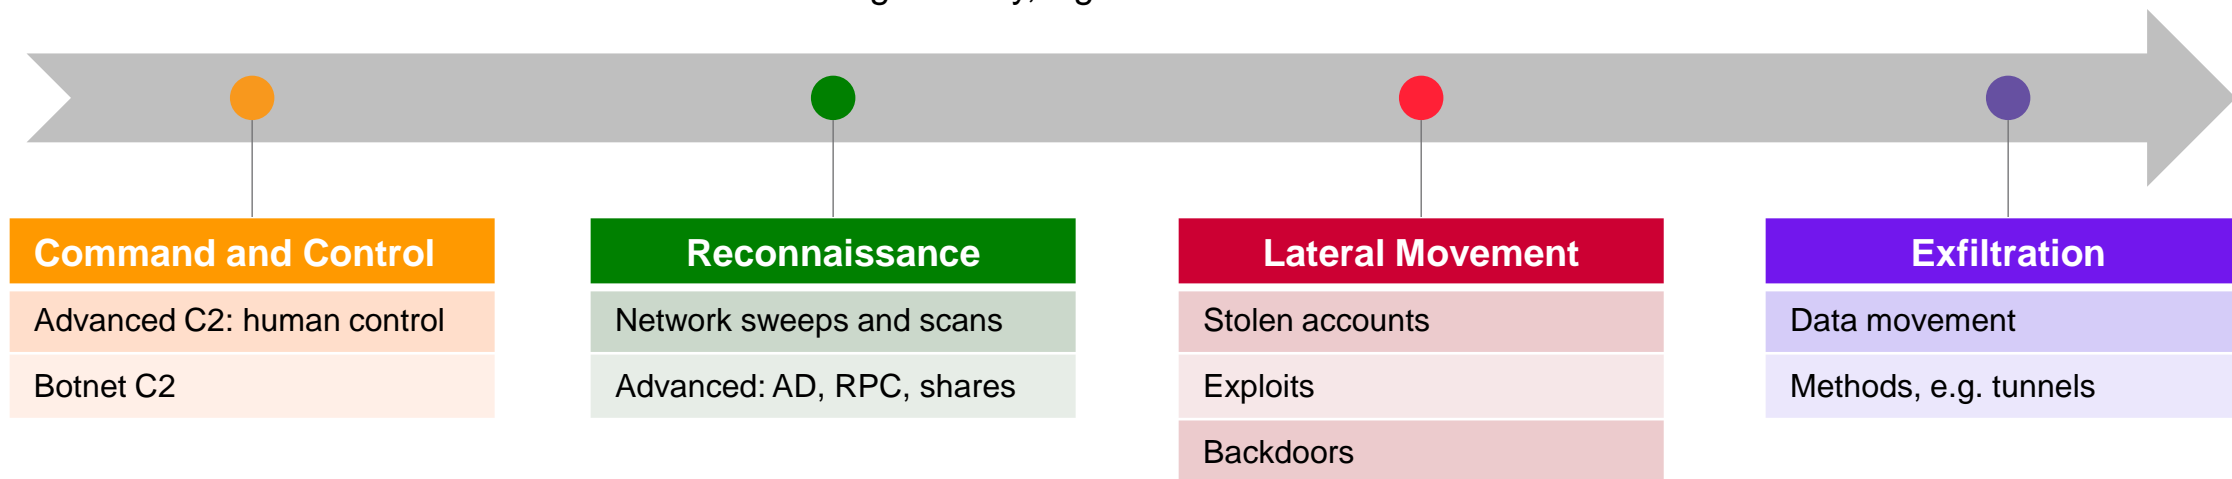 Command and Control
Advanced C2: human control
Botnet C2
Reconnaissance
Network sweeps and scans
Advanced: AD, RPC, shares
Lateral Movement
Stolen accounts
Exploits
Backdoors
Exfiltration
Data movement
Methods, e.g. tunnels